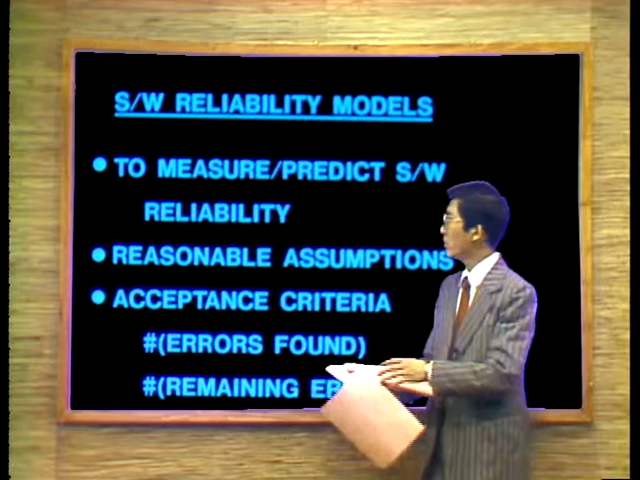 S/W RELIABILITY MODELS
• TO MEASURE/PREDICT S/W
RELIABILITY
• REASONABLE ASSUMPTIONS
• ACCEPTANCE CRITERIA
#(ERRORS FOUND)
#(REMAINING